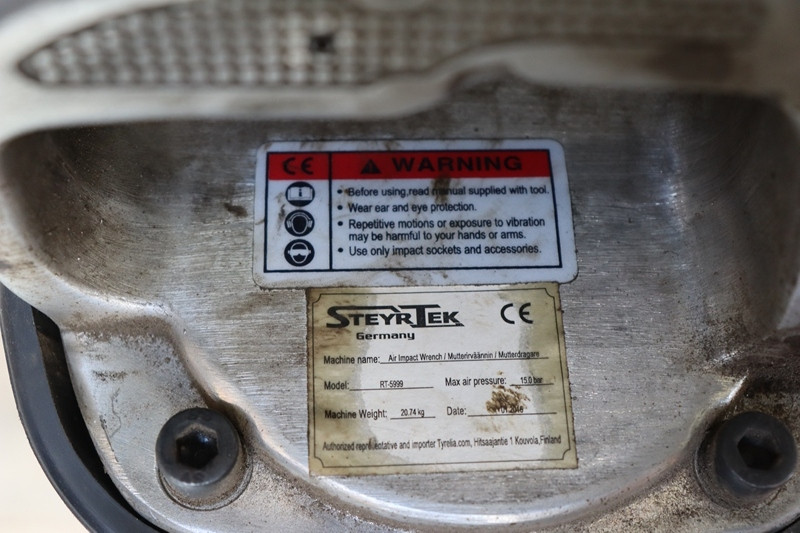 CE WARNING
• Before using,read manual supplied with tool.
• Wear ear and eye protection.
• Repetitive motions or exposure to vibration
may be harmful to your hands or arms.
• Use only impact sockets and accessories.
STEYRTEK CE
Germany
Machine name: Air Impact Wrench / Mutterirväännin / Mutterdragare
Model: RT-5999 Max air pressure: 15.0 bar
Machine Weight: 20.74 kg Date:
Authorized representative and importer Tyrelia.com, Hitsaajantie 1 Kouvola,Finland